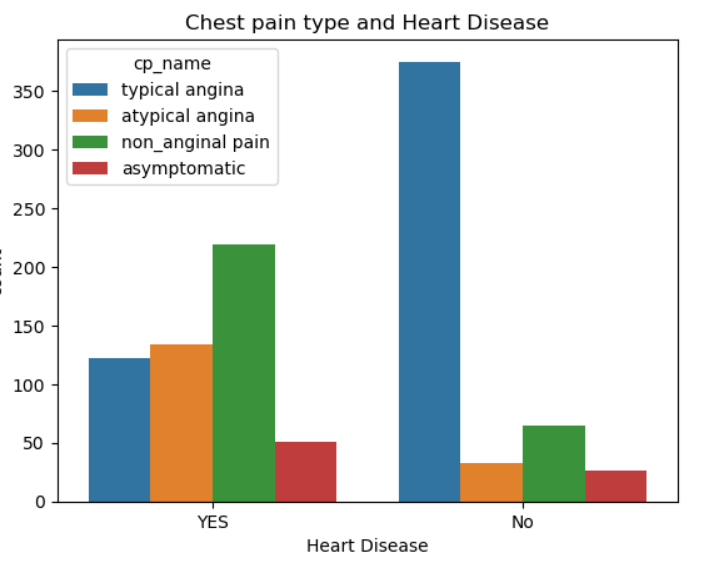 Chest pain type and Heart Disease
cp_name
typical angina
atypical angina
non_anginal pain
asymptomatic
350
300
250
200
150
100
50
0
YES
No
Heart Disease